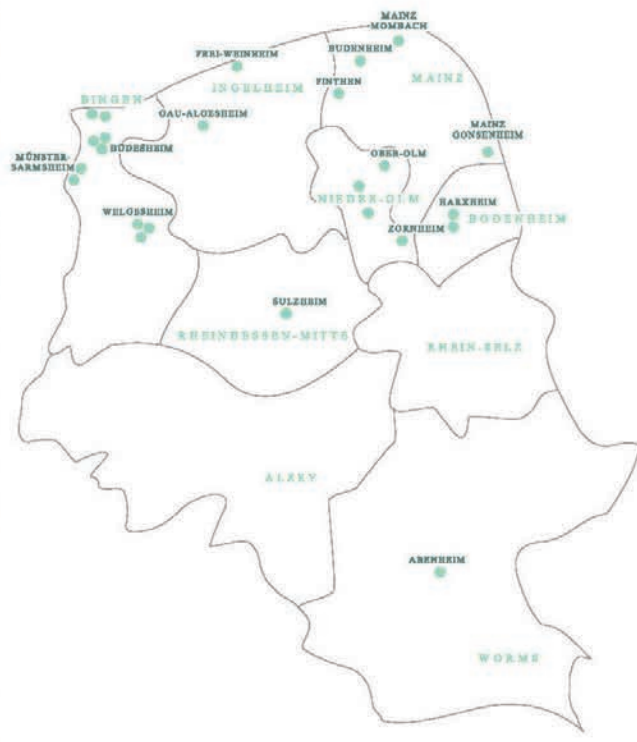 MAINZ
MOMBACH
FREI-WEINHEIM
BUDENHEIM
MAINZ
INGELHEIM
FINTHEN
BINGEN
GAU-ALGESHEIM
MAINZ
GONSENHEIM
BÜDESHEIM
MÜNSTER-
SARMSHEIM
OBER-OLM
NIEDER-OLM
HARXHEIM
BODENHEIM
WELGESHEIM
ZORNHEIM
SULZHEIM
RHEINHESSEN-MITTE
RHEIN-SELZ
ALZEY
ABENHEIM
WORMS